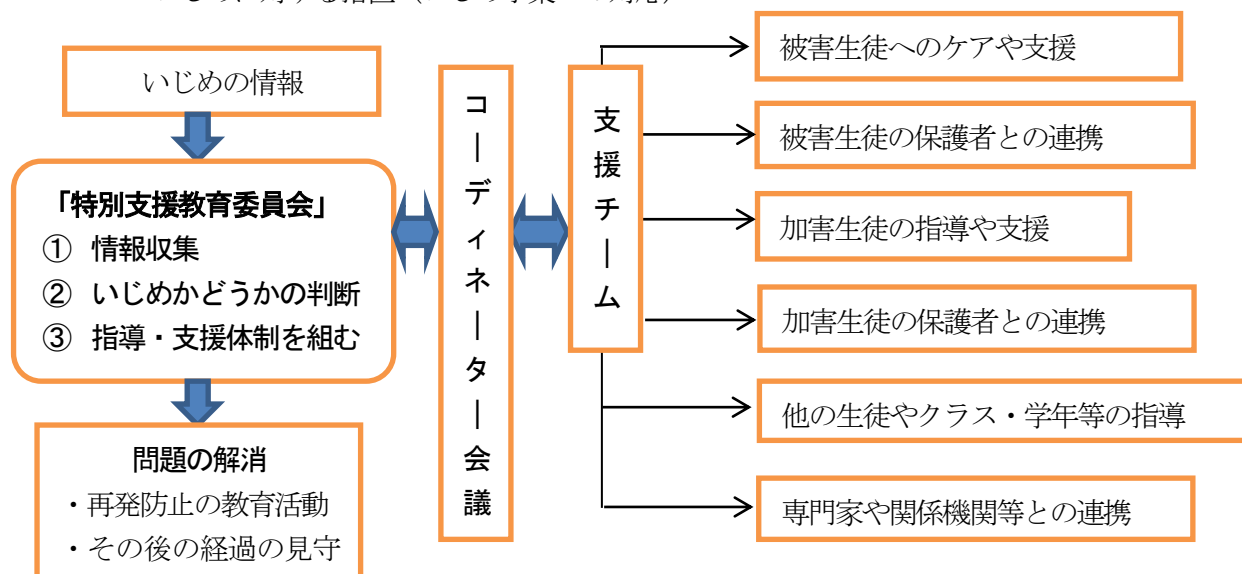 いじめの情報
「特別支援教育委員会」
① 情報収集
② いじめかどうかの判断
③ 指導・支援体制を組む
問題の解消
・再発防止の教育活動
・その後の経過の見守
コーディネーター会議
支援チーム
被害生徒へのケアや支援
被害生徒の保護者との連携
加害生徒の指導や支援
加害生徒の保護者との連携
他の生徒やクラス・学年等の指導
専門家や関係機関等との連携